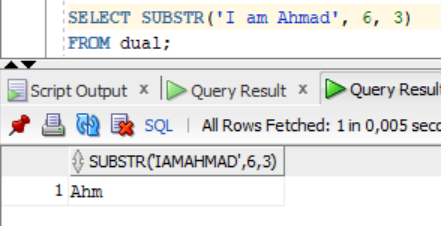 SELECT SUBSTR('I am Ahmad', 6, 3)
FROM dual;
Script Output × Query Result × Query Result
SQL | All Rows Fetched: 1 in 0,005 seco
SUBSTR('IAMAHMAD',6,3)
1 Ahm